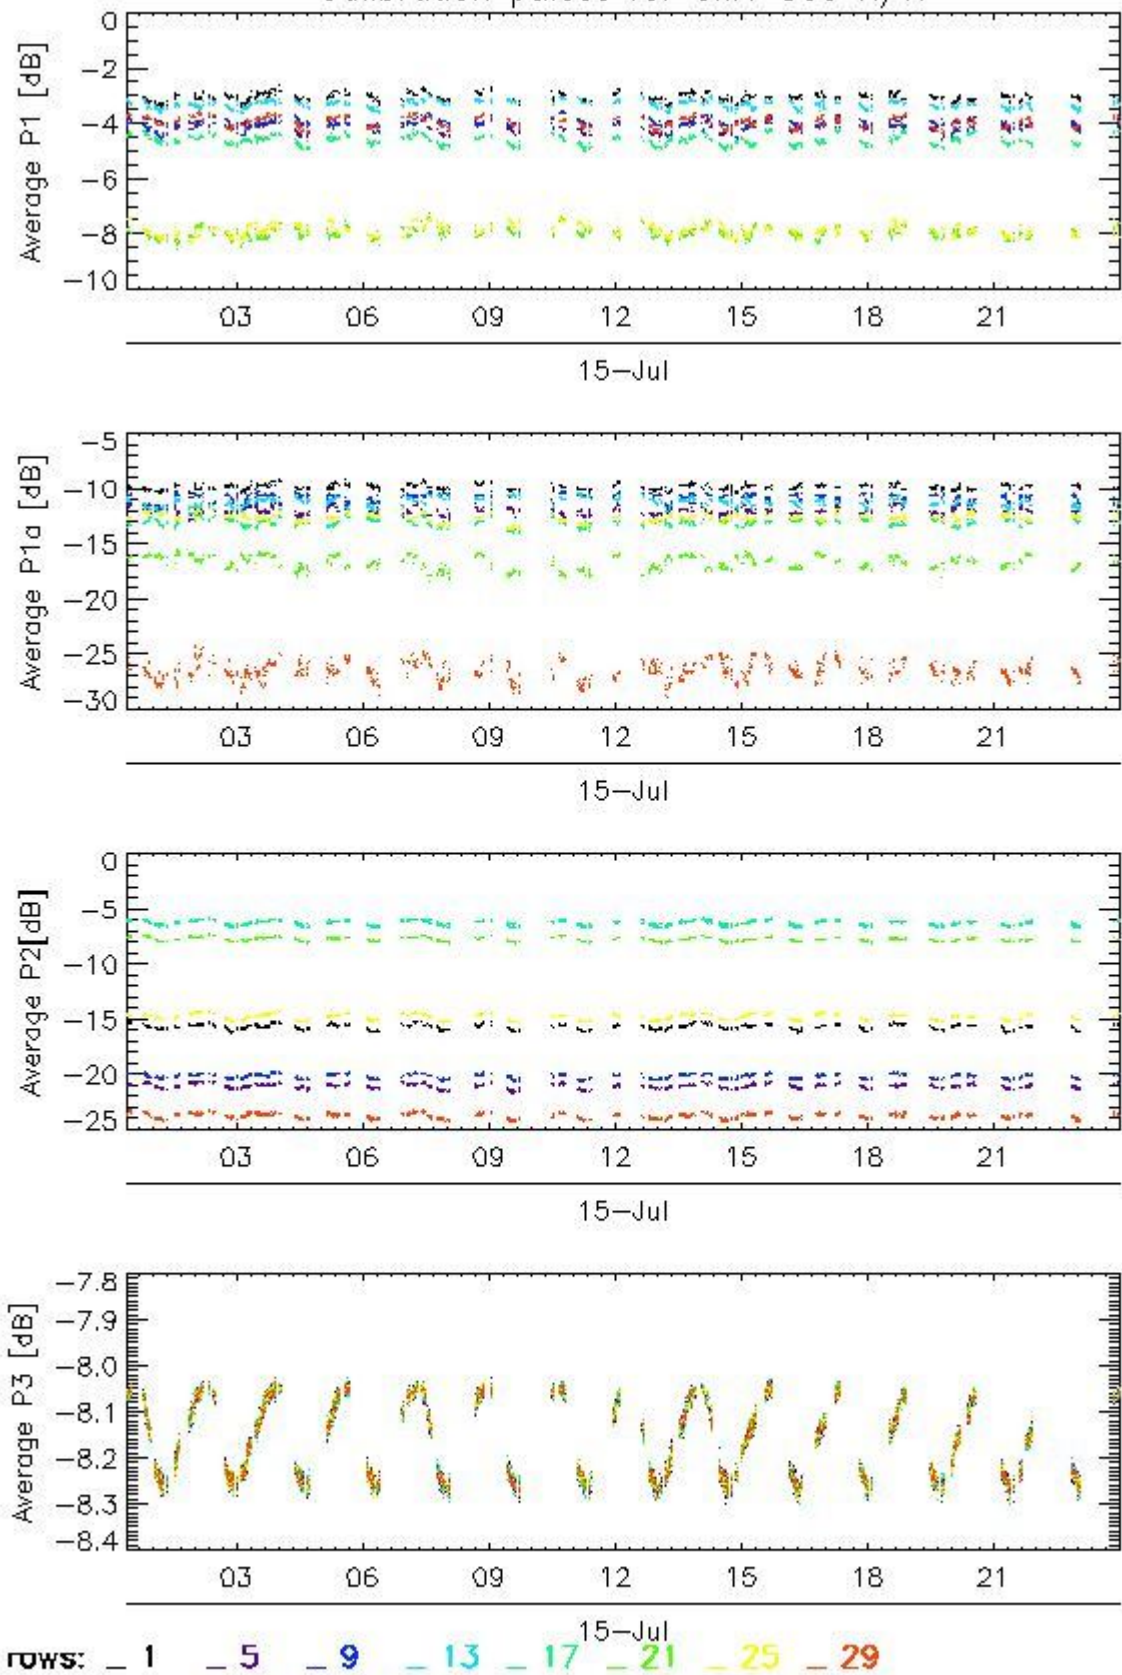 0
−2
−4
−6
−8
−10
Average P1 [dB]
03 06 09 12 15 18 21
15−Jul
−5
−10
−15
−20
−25
−30
Average P1a [dB]
03 06 09 12 15 18 21
15−Jul
0
−5
−10
−15
−20
−25
Average P2[dB]
03 06 09 12 15 18 21
15−Jul
−7.8
−7.9
−8.0
−8.1
−8.2
−8.3
−8.4
Average P3 [dB]
03 06 09 12 15 18 21
15−Jul
rows: _ 1 _ 5 _ 9 _ 13 _ 17 _ 21 _ 25 _ 29